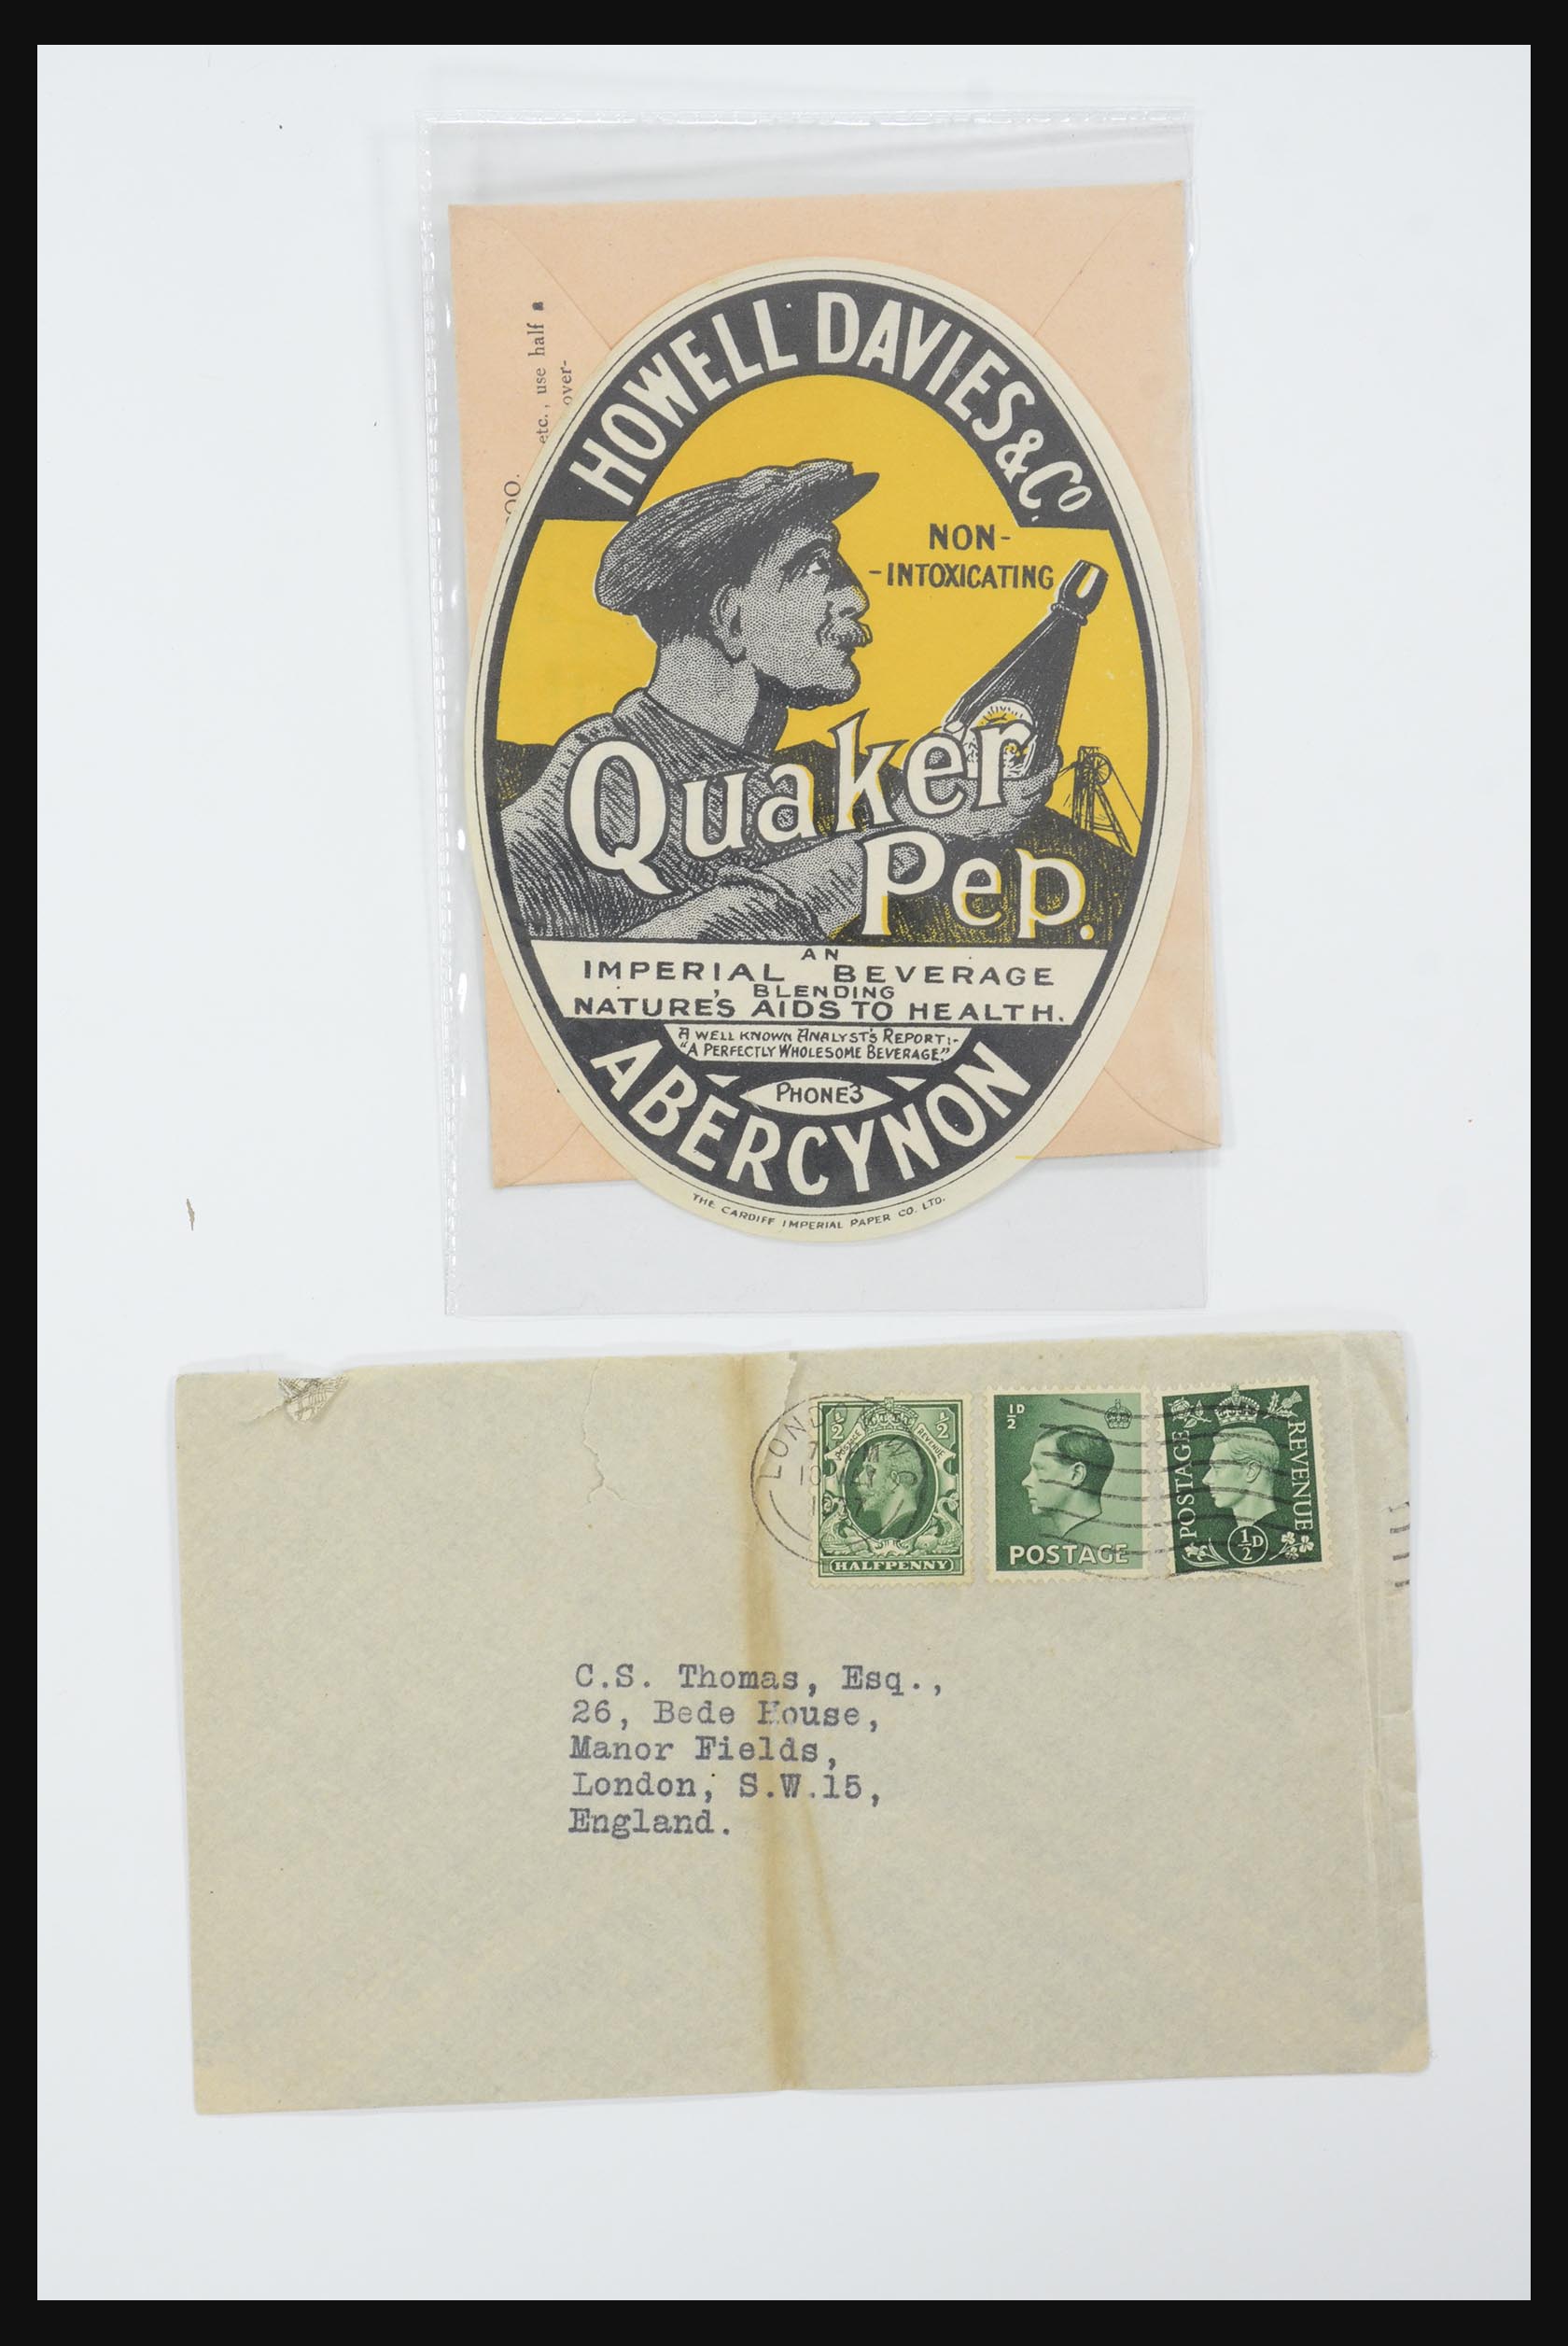 etc., use half a
over-
HOWELL DAVIES & Co.
NON-
-INTOXICATING
Quaker
Pep.
AN
IMPERIAL BEVERAGE
BLENDING
NATURE'S AIDS TO HEALTH.
A WELL KNOWN ANALYST'S REPORT:-
"A PERFECTLY WHOLESOME BEVERAGE."
PHONE 3
ABERCYNON
THE CARDIFF IMPERIAL PAPER CO. LTD.
½ ½
POSTAGE REVENUE
HALFPENNY
½D
POSTAGE
POSTAGE REVENUE
½D
C.S. Thomas, Esq.,
26, Bede House,
Manor Fields,
London, S.W.15,
England.